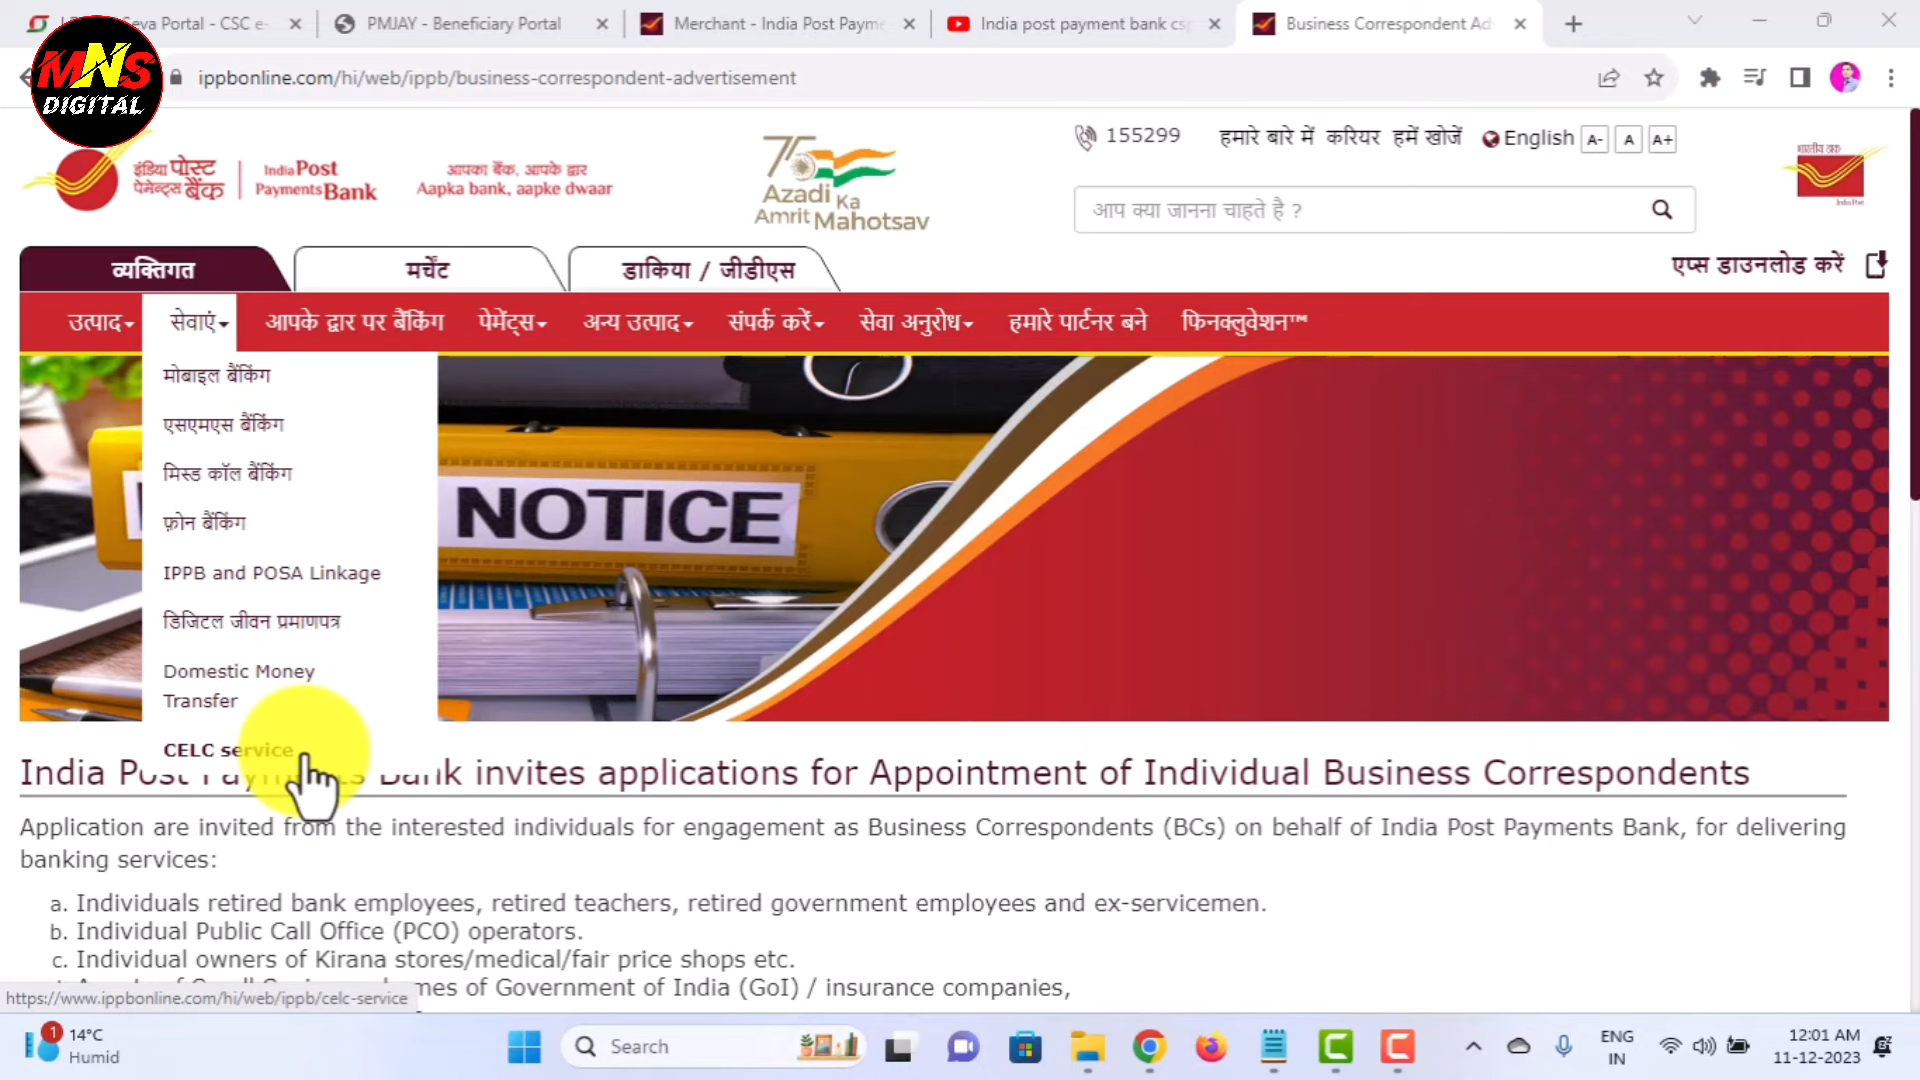 Seva Portal - CSC e-
PMJAY - Beneficiary Portal
Merchant - India Post Payme
India post payment bank cs
Business Correspondent Ad
MNS
DIGITAL
ippbonline.com/hi/web/ippb/business-correspondent-advertisement
इंडिया पोस्ट
पेमेन्ट्स बैंक
IndiaPost
PaymentsBank
आपका बैंक, आपके द्वार
Aapka bank, aapke dwaar
75
Azadi Ka
Amrit Mahotsav
155299 हमारे बारे में करियर हमें खोजें English A- A A+
आप क्या जानना चाहते है ?
भारतीय डाक
India Post
व्यक्तिगत मर्चेंट डाकिया / जीडीएस
एप्स डाउनलोड करें
उत्पाद सेवाएं आपके द्वार पर बैंकिंग पेमेंट्स अन्य उत्पाद संपर्क करें सेवा अनुरोध हमारे पार्टनर बने फिनक्लुवेशन™
मोबाइल बैंकिंग
एसएमएस बैंकिंग
मिस्ड कॉल बैंकिंग
फ़ोन बैंकिंग
IPPB and POSA Linkage
डिजिटल जीवन प्रमाणपत्र
Domestic Money
Transfer
CELC service
NOTICE
India Post Payments Bank invites applications for Appointment of Individual Business Correspondents
Application are invited from the interested individuals for engagement as Business Correspondents (BCs) on behalf of India Post Payments Bank, for delivering
banking services:
a. Individuals retired bank employees, retired teachers, retired government employees and ex-servicemen.
b. Individual Public Call Office (PCO) operators.
c. Individual owners of Kirana stores/medical/fair price shops etc.
of Government of India (GoI) / insurance companies,
https://www.ippbonline.com/hi/web/ippb/celc-service
1
14°C
Humid
Search
ENG
IN
12:01 AM
11-12-2023